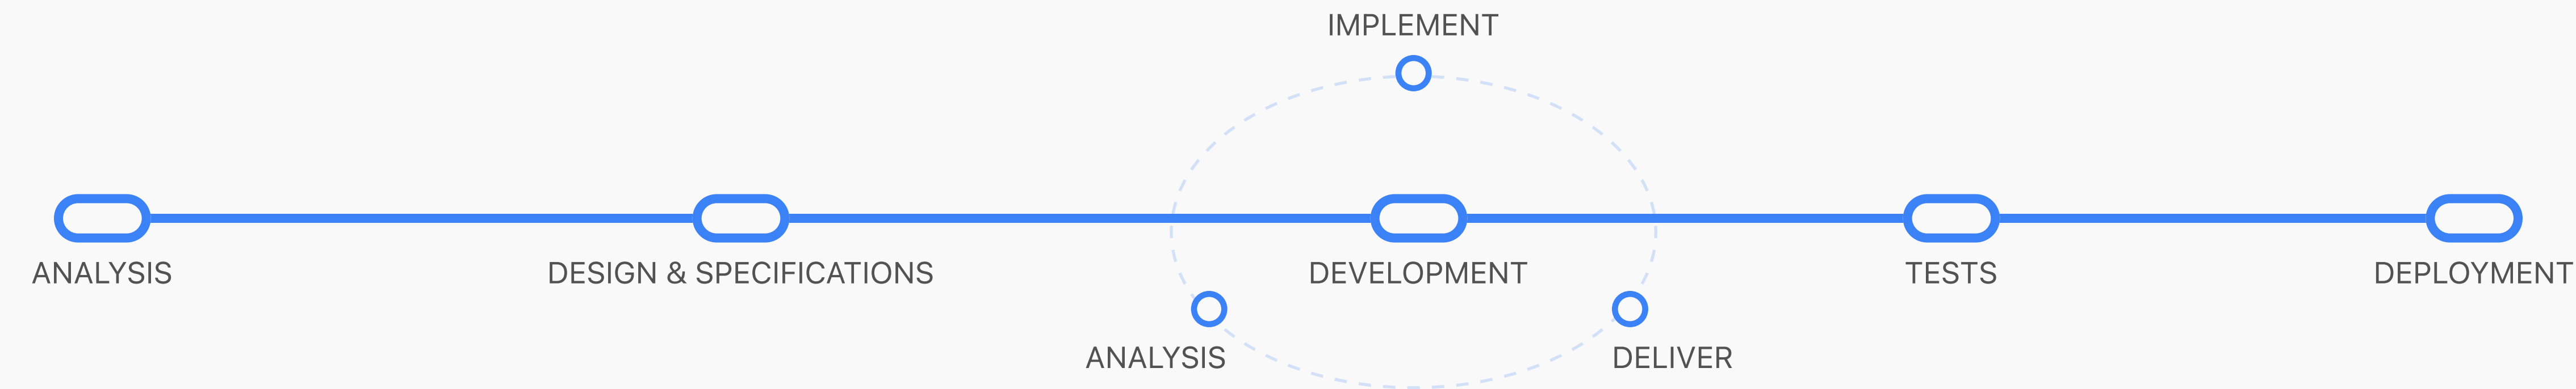 IMPLEMENT
ANALYSIS
DESIGN & SPECIFICATIONS
DEVELOPMENT
TESTS
DEPLOYMENT
ANALYSIS
DELIVER